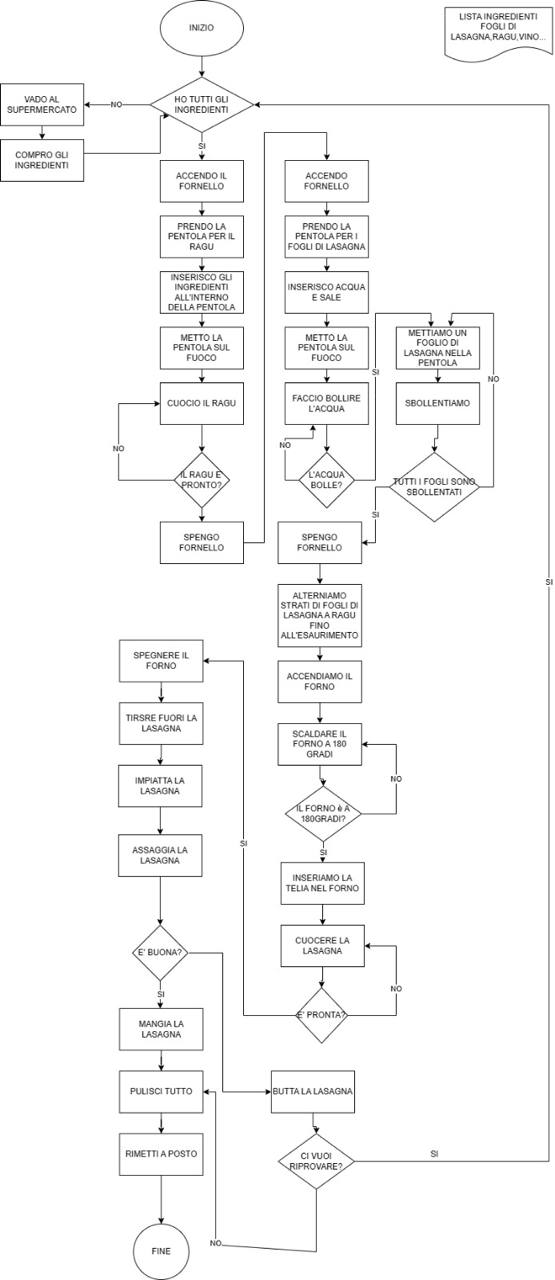 INIZIO
LISTA INGREDIENTI
FOGLI DI
LASAGNA,RAGU,VINO...
HO TUTTI GLI
INGREDIENTI
NO
VADO AL
SUPERMERCATO
COMPRO GLI
INGREDIENTI
SI
ACCENDO IL
FORNELLO
PRENDO LA
PENTOLA PER IL
RAGU
INSERISCO GLI
INGREDIENTI
ALL'INTERNO
DELLA PENTOLA
METTO LA
PENTOLA SUL
FUOCO
CUOCIO IL RAGU
NO
IL RAGU E'
PRONTO?
SPENGO
FORNELLO
ACCENDO
FORNELLO
PRENDO LA
PENTOLA PER I
FOGLI DI LASAGNA
INSERISCO ACQUA
E SALE
METTO LA
PENTOLA SUL
FUOCO
FACCIO BOLLIRE
L'ACQUA
NO
L'ACQUA
BOLLE?
SI
METTIAMO UN
FOGLIO DI
LASAGNA NELLA
PENTOLA
SBOLLENTIAMO
NO
TUTTI I FOGLI SONO
SBOLLENTATI
SI
SPENGO
FORNELLO
ALTERNIAMO
STRATI DI FOGLI DI
LASAGNA A RAGU
FINO
ALL'ESAURIMENTO
ACCENDIAMO IL
FORNO
SCALDARE IL
FORNO A 180
GRADI
NO
IL FORNO è A
180GRADI?
SI
INSERIAMO LA
TELIA NEL FORNO
CUOCERE LA
LASAGNA
NO
E' PRONTA?
SI
SPEGNERE IL
FORNO
TIRSRE FUORI LA
LASAGNA
IMPIATTA LA
LASAGNA
ASSAGGIA LA
LASAGNA
E' BUONA?
SI
MANGIA LA
LASAGNA
PULISCI TUTTO
RIMETTI A POSTO
FINE
BUTTA LA LASAGNA
CI VUOI
RIPROVARE?
SI
SI
NO